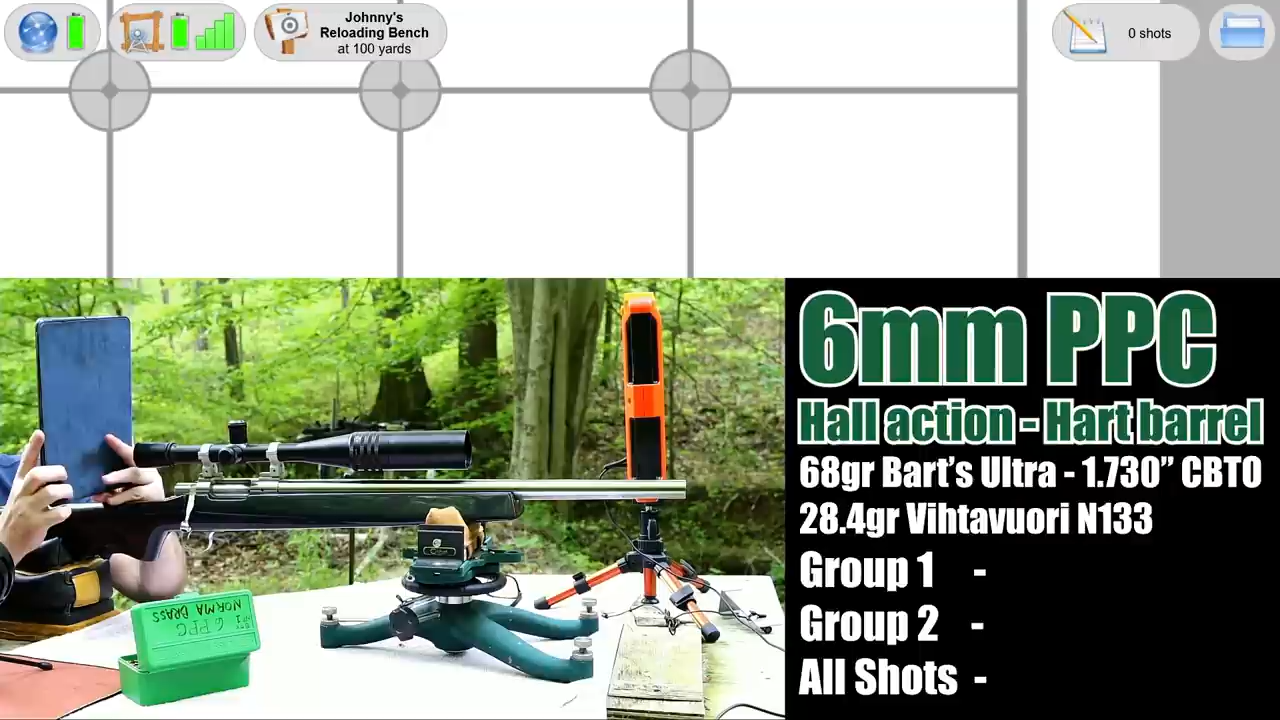 Johnny's
Reloading Bench
at 100 yards
0 shots
6mm PPC
Hall action - Hart barrel
68gr Bart's Ultra - 1.730” CBTO
28.4gr Vihtavuori N133
Group 1 -
Group 2 -
All Shots -
NORMA BRASS
6 PPC